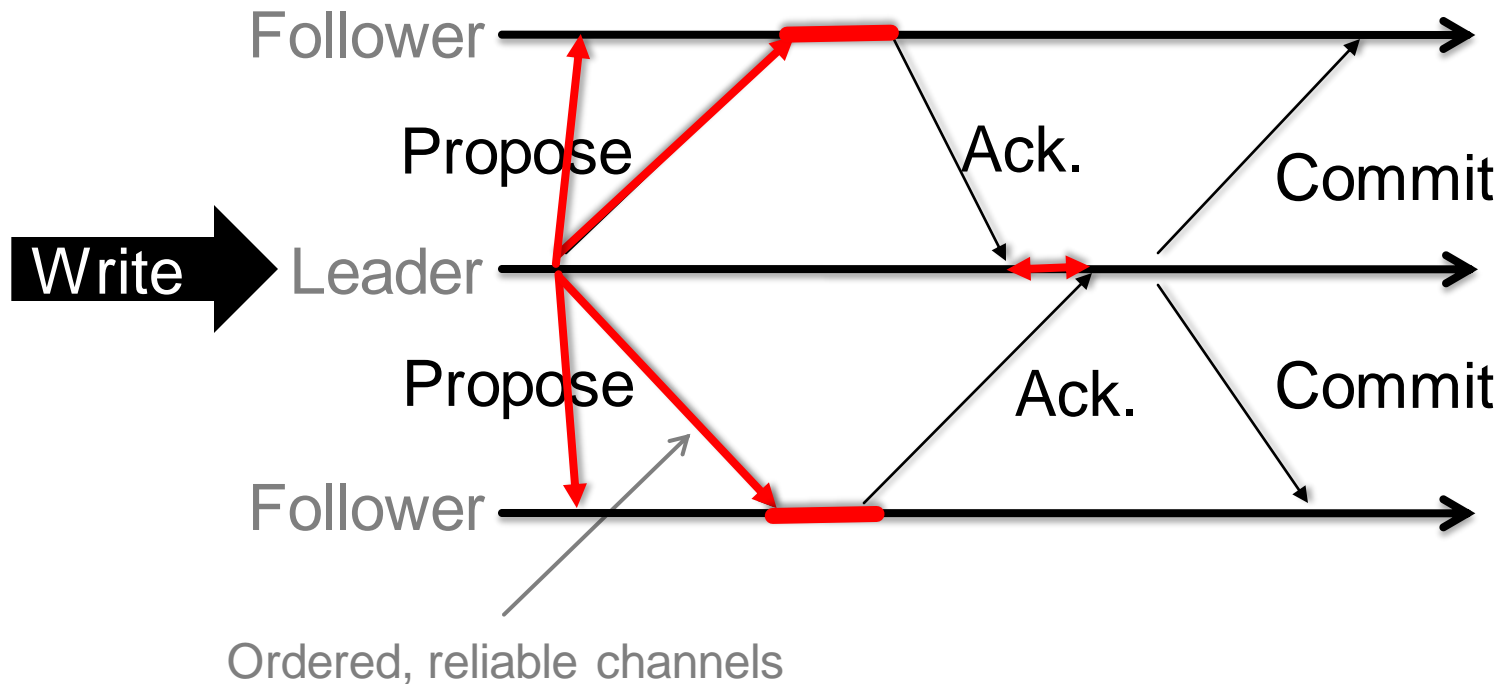 Follower
Propose
Ack.
Commit
Write
Leader
Propose
Ack.
Commit
Follower
Ordered, reliable channels